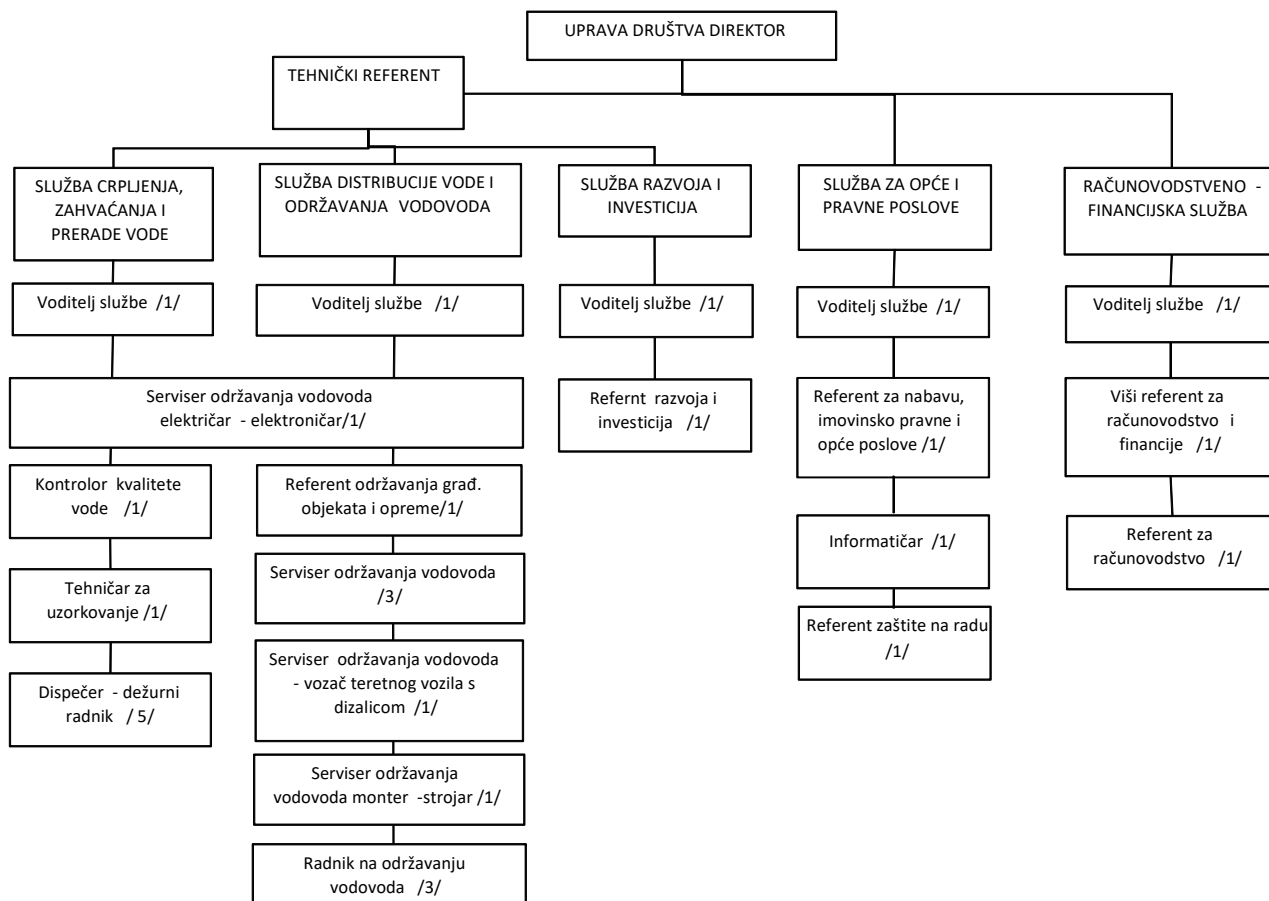 UPRAVA DRUŠTVA DIREKTOR
TEHNIČKI REFERENT
SLUŽBA CRPLJENJA,
ZAHVAĆANJA I
PRERADE VODE
SLUŽBA DISTRIBUCIJE VODE I
ODRŽAVANJA VODOVODA
SLUŽBA RAZVOJA I
INVESTICIJA
SLUŽBA ZA OPĆE I
PRAVNE POSLOVE
RAČUNOVODSTVENO -
FINANCIJSKA SLUŽBA
Voditelj službe /1/
Voditelj službe /1/
Voditelj službe /1/
Voditelj službe /1/
Voditelj službe /1/
Serviser održavanja vodovoda
električar - elektroničar/1/
Refernt razvoja i
investicija /1/
Referent za nabavu,
imovinsko pravne i
opće poslove /1/
Viši referent za
računovodstvo i
financije /1/
Kontrolor kvalitete
vode /1/
Referent održavanja građ.
objekata i opreme/1/
Informatičar /1/
Referent za
računovodstvo /1/
Tehničar za
uzorkovanje /1/
Serviser održavanja vodovoda
/3/
Referent zaštite na radu
/1/
Dispečer - dežurni
radnik / 5/
Serviser održavanja vodovoda
- vozač teretnog vozila s
dizalicom /1/
Serviser održavanja
vodovoda monter -strojar /1/
Radnik na održavanju
vodovoda /3/